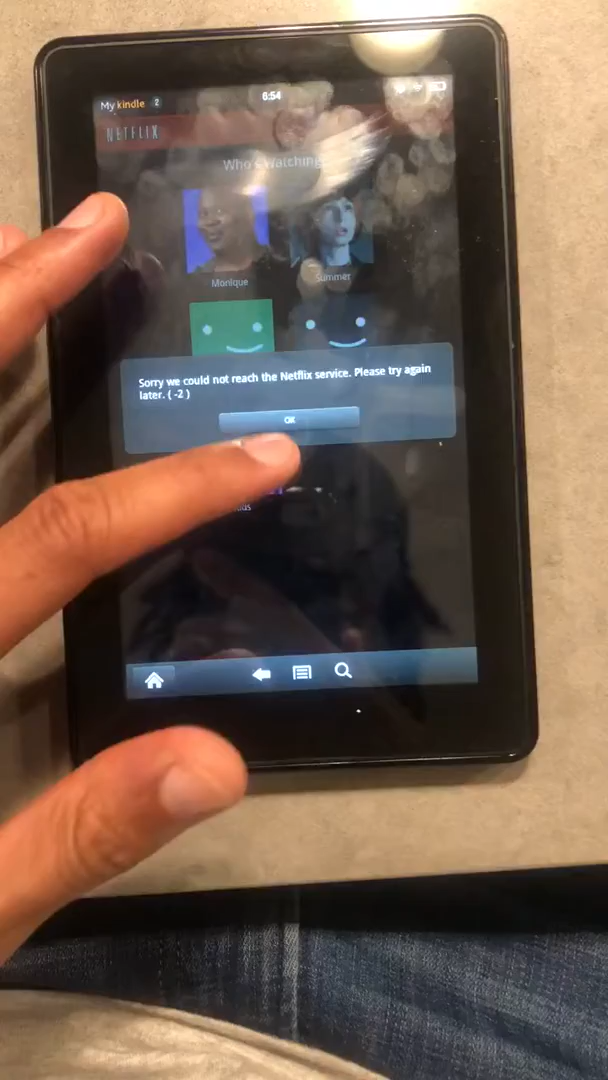 My kindle 2 6:54
NETFLIX
Who's Watching
Monique Summer
Sorry we could not reach the Netflix service. Please try again
later. ( -2 )
OK